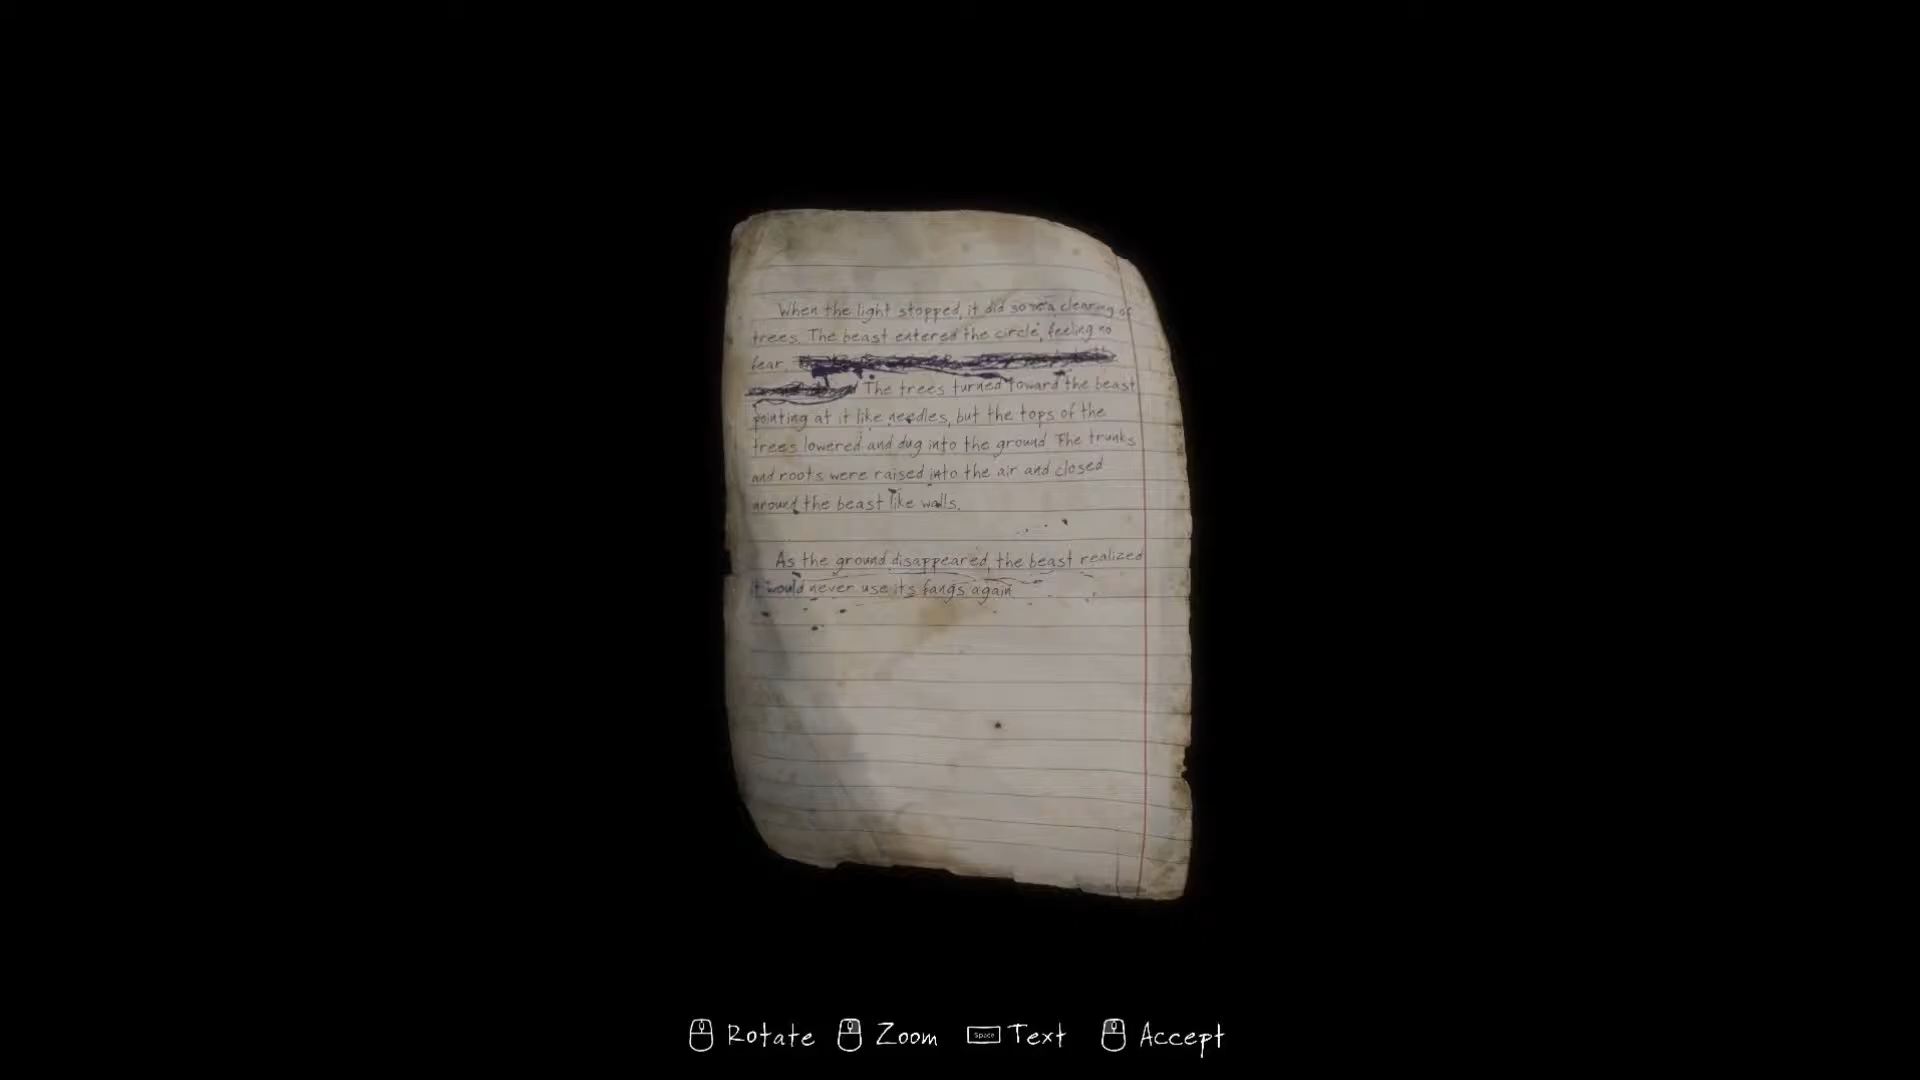 When the light stopped, it did so in a clearing of
trees. The beast entered the circle, feeling no
fear.
The trees turned toward the beast
pointing at it like needles, but the tops of the
trees lowered and dug into the ground. The trunks
and roots were raised into the air and closed
around the beast like walls.
As the ground disappeared, the beast realized
it would never use its fangs again
Rotate Zoom Space Text Accept